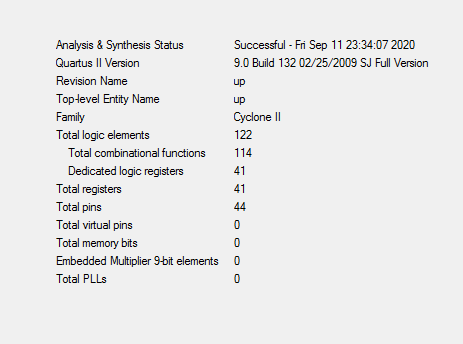 Analysis & Synthesis Status Successful - Fri Sep 11 23:34:07 2020
Quartus II Version 9.0 Build 132 02/25/2009 SJ Full Version
Revision Name up
Top-level Entity Name up
Family Cyclone II
Total logic elements 122
Total combinational functions 114
Dedicated logic registers 41
Total registers 41
Total pins 44
Total virtual pins 0
Total memory bits 0
Embedded Multiplier 9-bit elements 0
Total PLLs 0